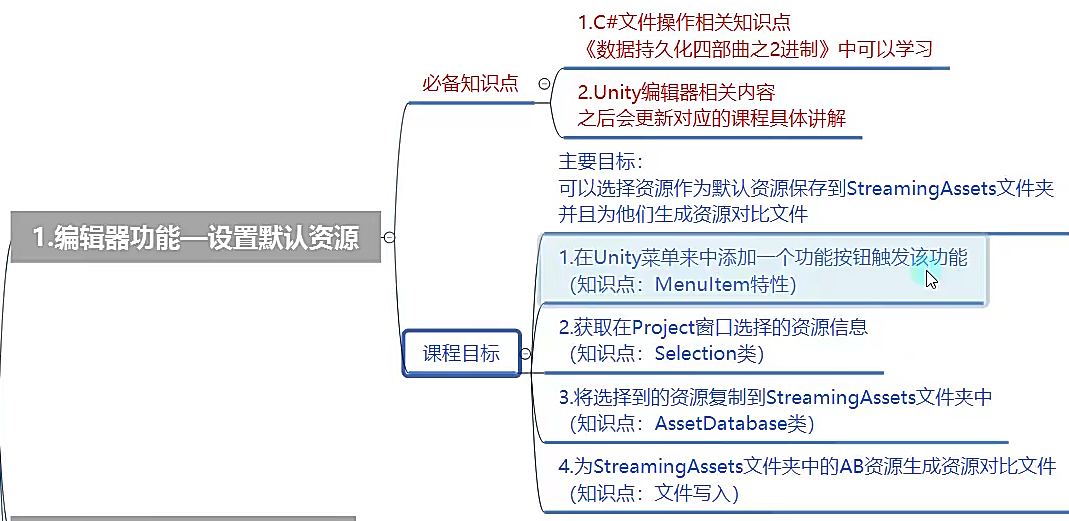 1.C#文件操作相关知识点
《数据持久化四部曲之2进制》中可以学习
必备知识点
2.Unity编辑器相关内容
之后会更新对应的课程具体讲解
主要目标：
可以选择资源作为默认资源保存到StreamingAssets文件夹
并且为他们生成资源对比文件
1.编辑器功能—设置默认资源
1.在Unity菜单来中添加一个功能按钮触发该功能
（知识点：MenuItem特性）
2.获取在Project窗口选择的资源信息
（知识点：Selection类）
课程目标
3.将选择到的资源复制到StreamingAssets文件夹中
（知识点：AssetDatabase类）
4.为StreamingAssets文件夹中的AB资源生成资源对比文件
（知识点：文件写入）